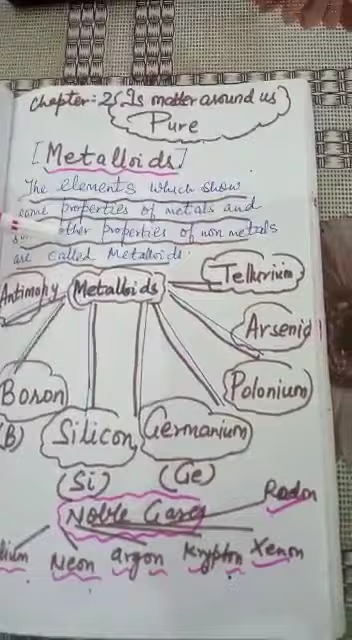 Chapter: 2 (Is matter around us
Pure
[Metalloids]
The elements which show
some properties of metals and
other properties of non metals
are called Metalloids.
Antimony Metalloids Tellurium
Arsenic
Boron Polonium
(B) Silicon Germanium
(Si) (Ge)
Noble Gases Radon
lium Neon argon Krypton Xenon